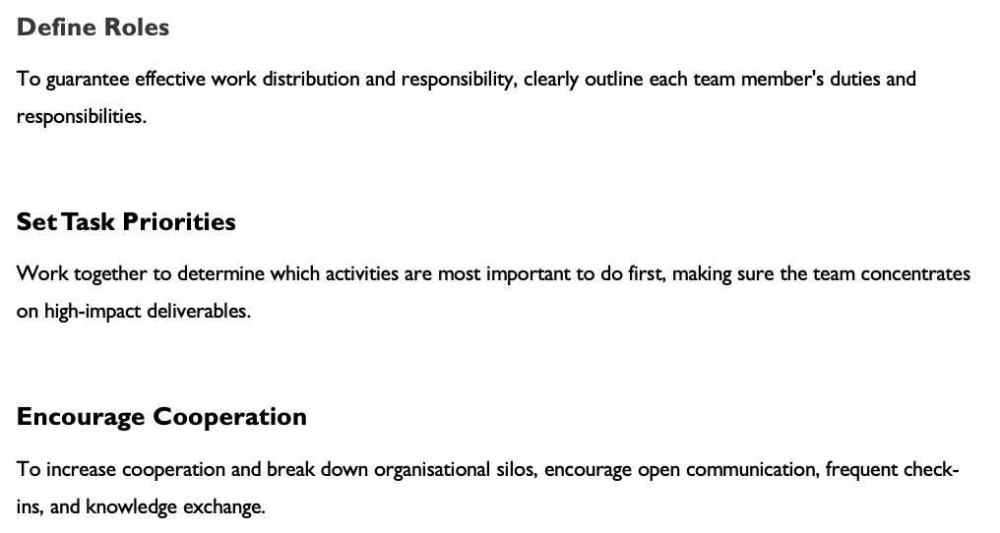 Define Roles
To guarantee effective work distribution and responsibility, clearly outline each team member's duties and
responsibilities.
Set Task Priorities
Work together to determine which activities are most important to do first, making sure the team concentrates
on high-impact deliverables.
Encourage Cooperation
To increase cooperation and break down organisational silos, encourage open communication, frequent check-
ins, and knowledge exchange.